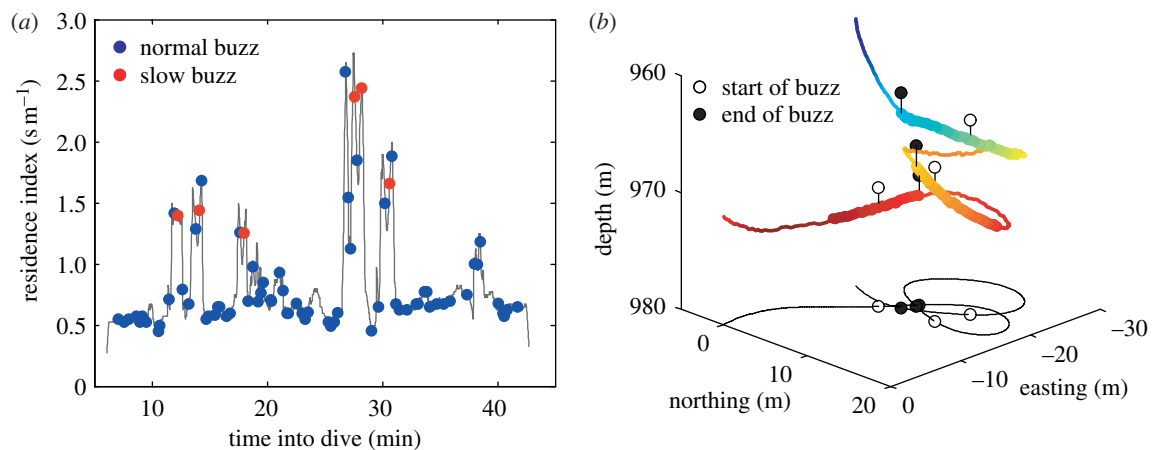 (a)
3.0
2.5
2.0
1.5
1.0
0.5
0
residence index (s m−1)
normal buzz
slow buzz
10
20
30
40
time into dive (min)
(b)
960
970
980
depth (m)
start of buzz
end of buzz
0
10
20
northing (m)
0
−10
−20
−30
easting (m)